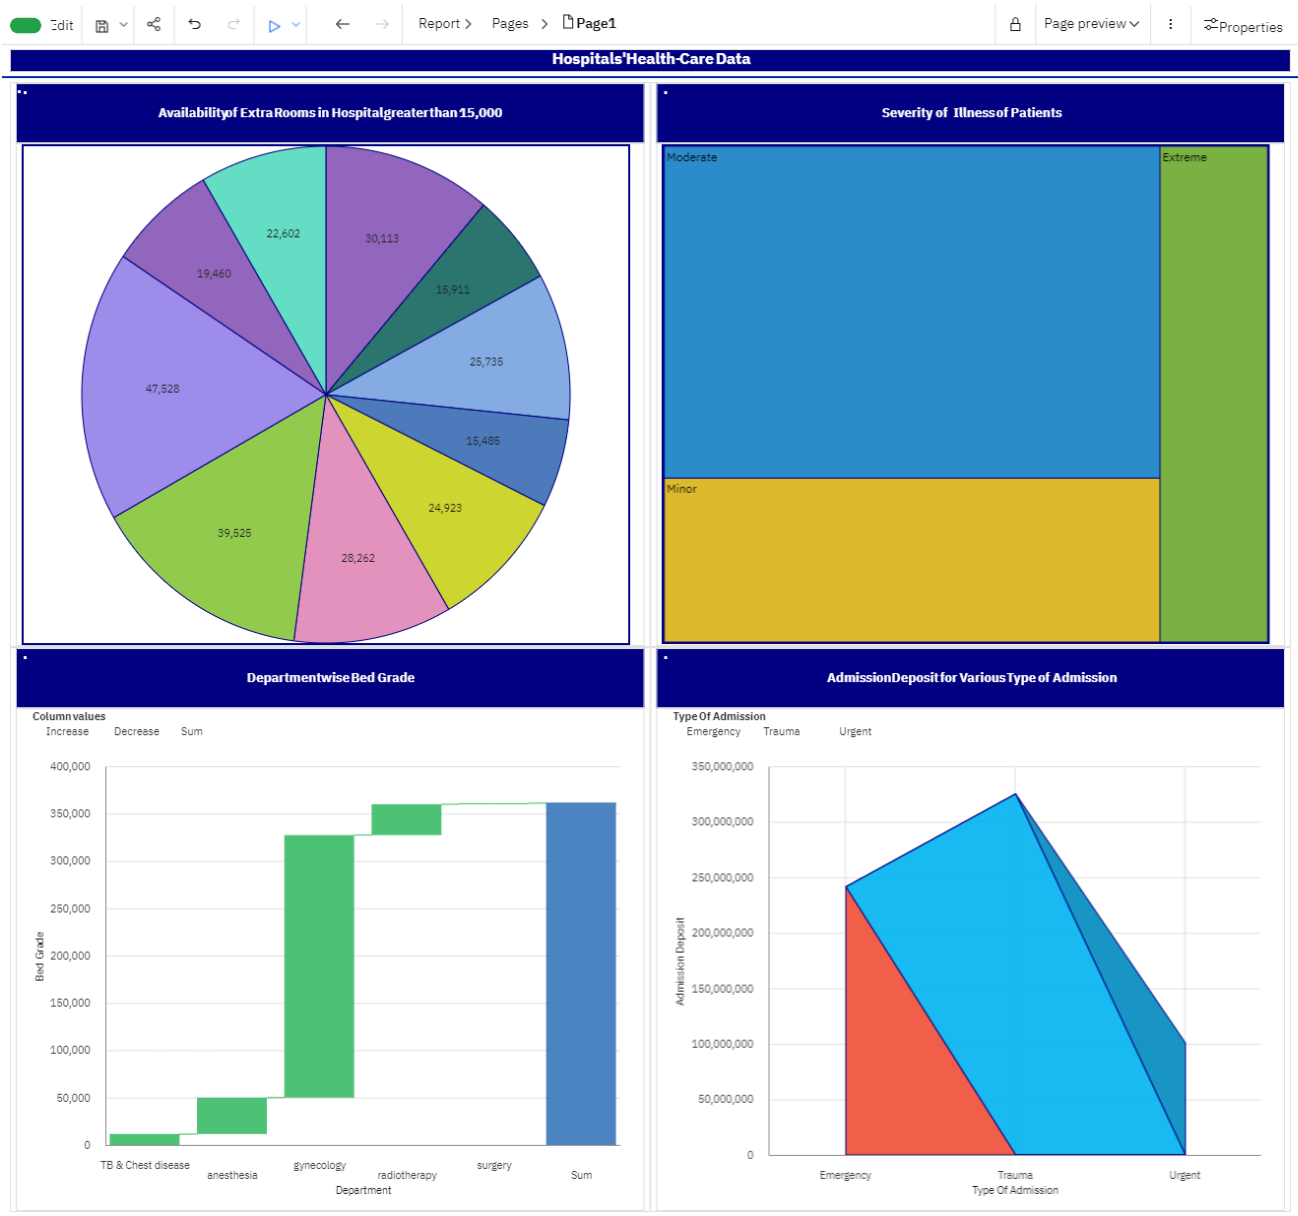 Edit
Report > Pages > Page1
Page preview
Properties
Hospitals'Health-Care Data
Availabilityof Extra Rooms in Hospitalgreaterthan 15,000
22,602
30,113
19,460
15,911
25,735
47,528
15,485
24,923
39,525
28,262
Severity of Illness of Patients
Moderate
Extreme
Minor
Departmentwise Bed Grade
Column values
Increase Decrease Sum
400,000
350,000
300,000
250,000
200,000
150,000
100,000
50,000
0
Bed Grade
TB & Chest disease
anesthesia
gynecology
radiotherapy
surgery
Sum
Department
AdmissionDeposit for Various Type of Admission
Type Of Admission
Emergency Trauma Urgent
350,000,000
300,000,000
250,000,000
200,000,000
150,000,000
100,000,000
50,000,000
0
Admission Deposit
Emergency
Trauma
Urgent
Type Of Admission